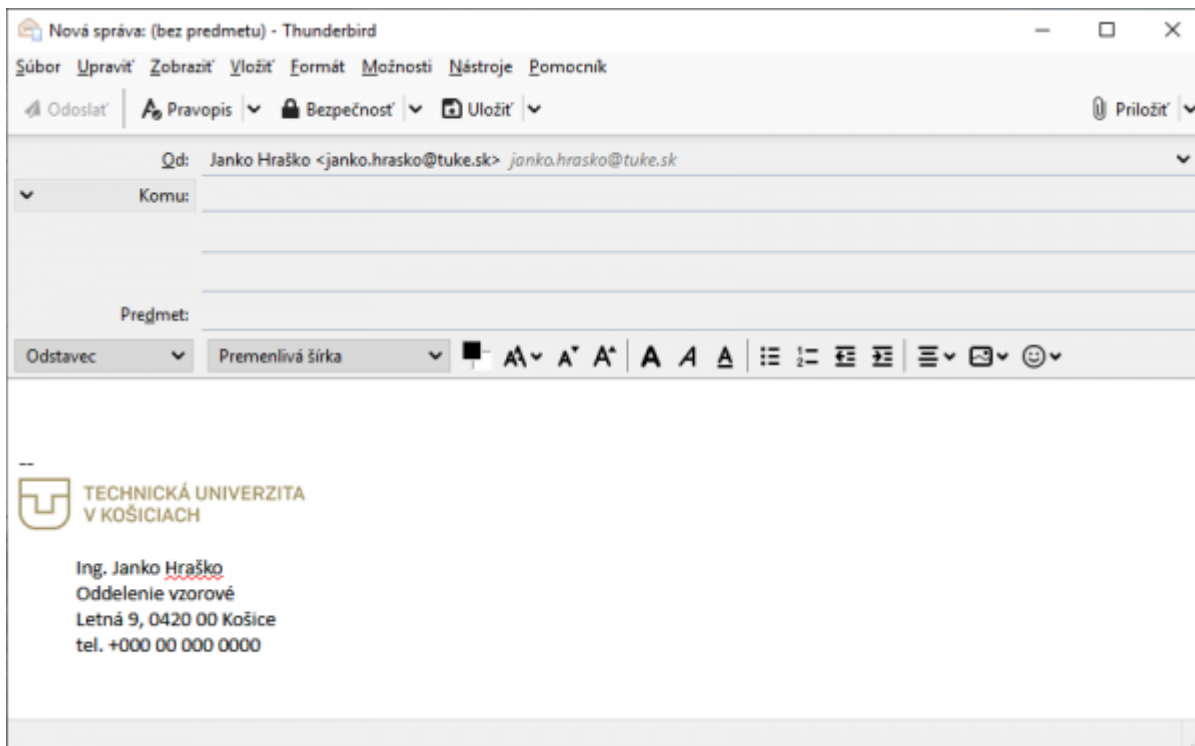 Nová správa: (bez predmetu) - Thunderbird
Súbor Upraviť Zobraziť Vložiť Formát Možnosti Nástroje Pomocník
Odoslať Pravopis Bezpečnosť Uložiť Priložiť
Od: Janko Hraško <janko.hrasko@tuke.sk> janko.hrasko@tuke.sk
Komu:
Predmet:
Odstavec Premenlivá šírka
--
TECHNICKÁ UNIVERZITA
V KOŠICIACH
Ing. Janko Hraško
Oddelenie vzorové
Letná 9, 0420 00 Košice
tel. +000 00 000 0000